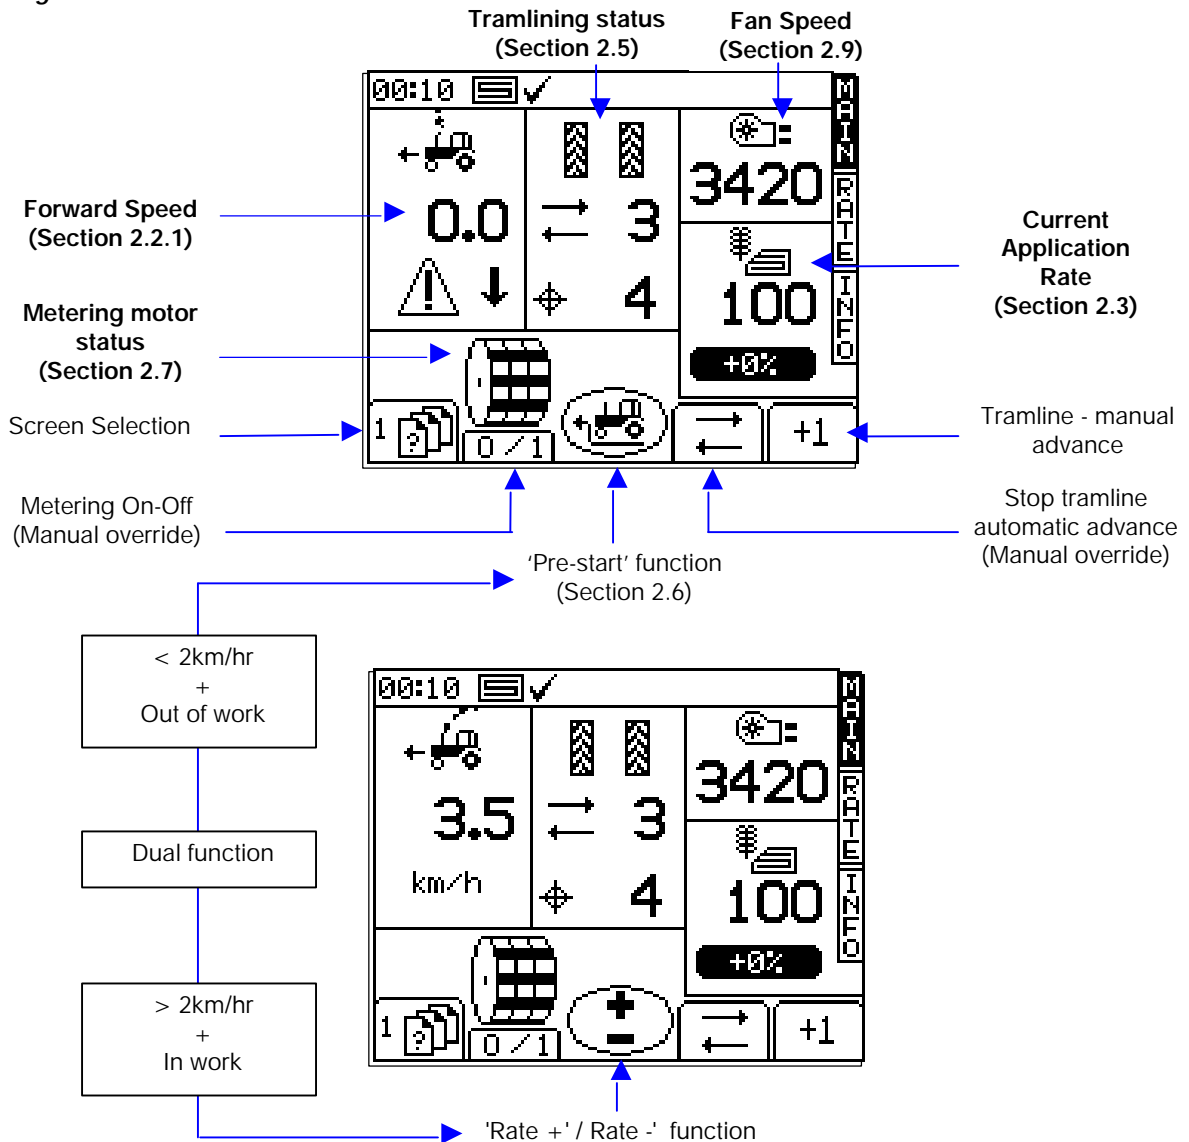 Tramlining status
(Section 2.5)
Fan Speed
(Section 2.9)
00:10
MAIN
3420
RATE
Forward Speed
(Section 2.2.1)
0.0
3
Current
Application
Rate
(Section 2.3)
INFO
4
100
Metering motor
status
(Section 2.7)
+0%
Screen Selection
1
?
0 / 1
+1
Tramline - manual
advance
Metering On-Off
(Manual override)
Stop tramline
automatic advance
(Manual override)
'Pre-start' function
(Section 2.6)
< 2km/hr
+
Out of work
00:10
MAIN
3420
RATE
3.5
3
Dual function
km/h
4
100
INFO
+0%
> 2km/hr
+
In work
1
?
0 / 1
+
-
+1
'Rate +' / Rate -' function